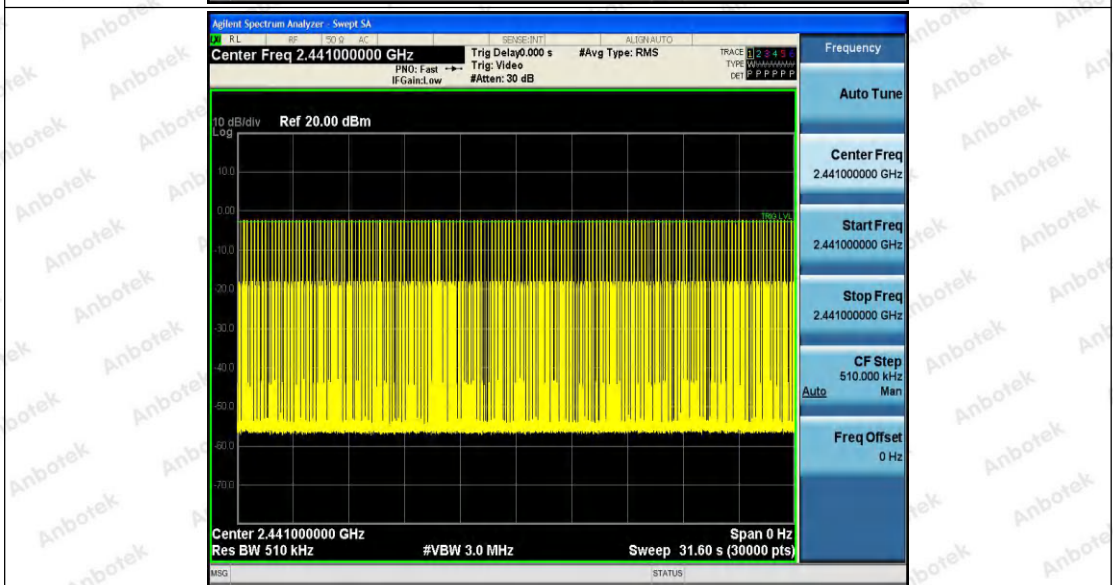 Agilent Spectrum Analyzer - Swept SA
RL RF 50 Ω AC SENSE:INT ALIGNAUTO
Center Freq 2.441000000 GHz
PNO: Fast
IFGain:Low
Trig Delay0.000 s
Trig: Video
#Atten: 30 dB
#Avg Type: RMS
TRACE 1 2 3 4 5 6
TYPE WWWWWW
DET P P P P P P
10 dB/div
Log
Ref 20.00 dBm
10.0
0.00
-10.0
-20.0
-30.0
-40.0
-50.0
-60.0
-70.0
TRIG LVL
Center 2.441000000 GHz
Res BW 510 kHz
#VBW 3.0 MHz
Span 0 Hz
Sweep 31.60 s (30000 pts)
MSG
STATUS
Frequency
Auto Tune
Center Freq
2.441000000 GHz
Start Freq
2.441000000 GHz
Stop Freq
2.441000000 GHz
CF Step
510.000 kHz
Auto Man
Freq Offset
0 Hz
Anbotek